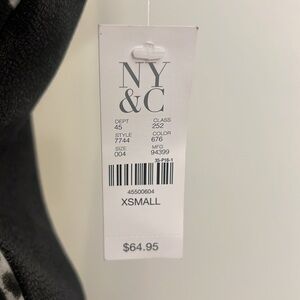 NY
&C
DEPT CLASS
45 252
STYLE COLOR
7744 676
SIZE MFG
004 94399
35-P16-1
45500604
XSMALL
$64.95